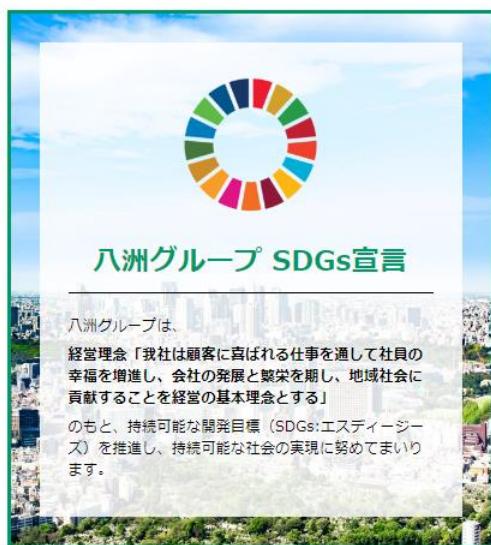 八洲グループ SDGs宣言
八洲グループは、
経営理念「我社は顧客に喜ばれる仕事を通して社員の
幸福を増進し、会社の発展と繁栄を期し、地域社会に
貢献することを経営の基本理念とする」
のもと、持続可能な開発目標（SDGs:エスディージー
ズ）を推進し、持続可能な社会の実現に努めてまいり
ます。